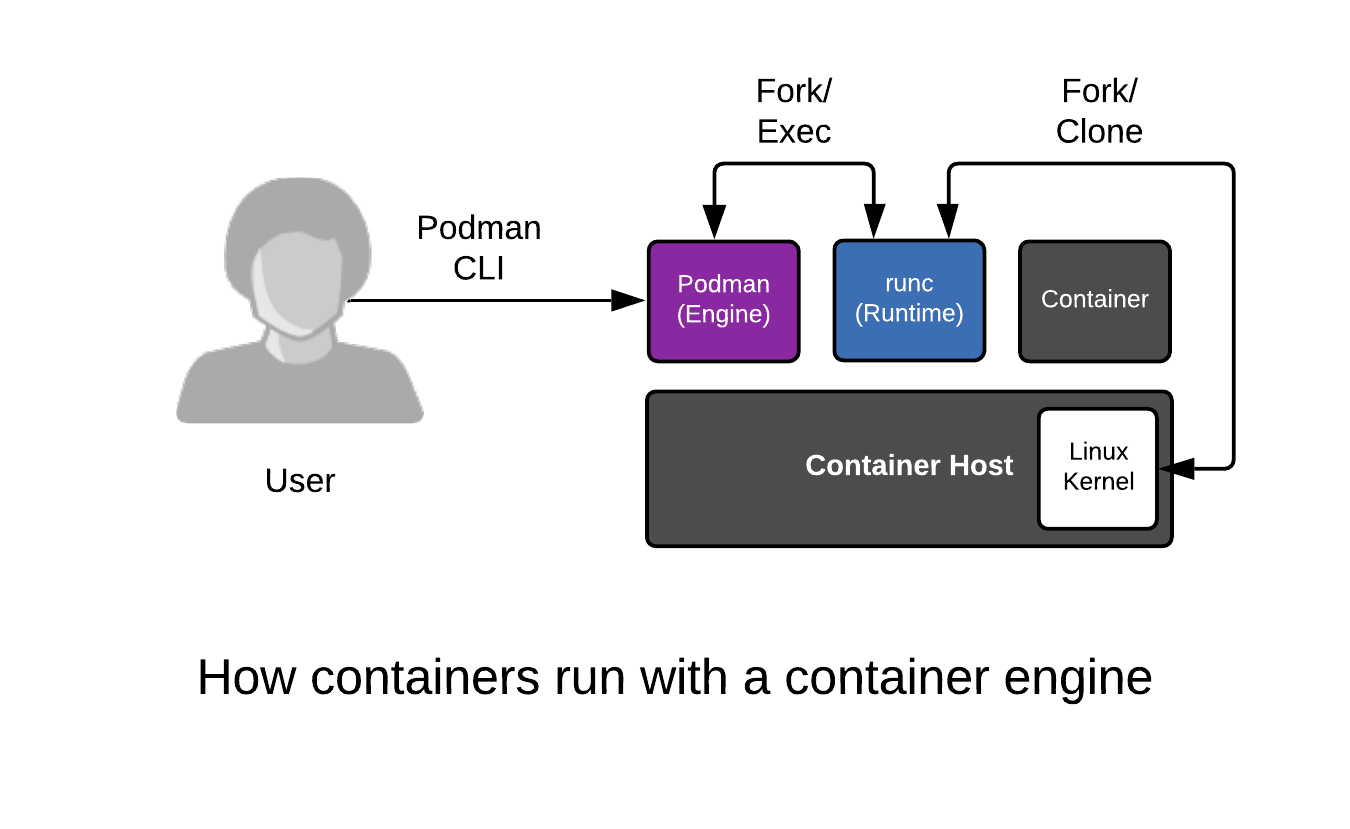 Fork/
Exec
Fork/
Clone
Podman
CLI
Podman
(Engine)
runc
(Runtime)
Container
Container Host
Linux
Kernel
User
How containers run with a container engine